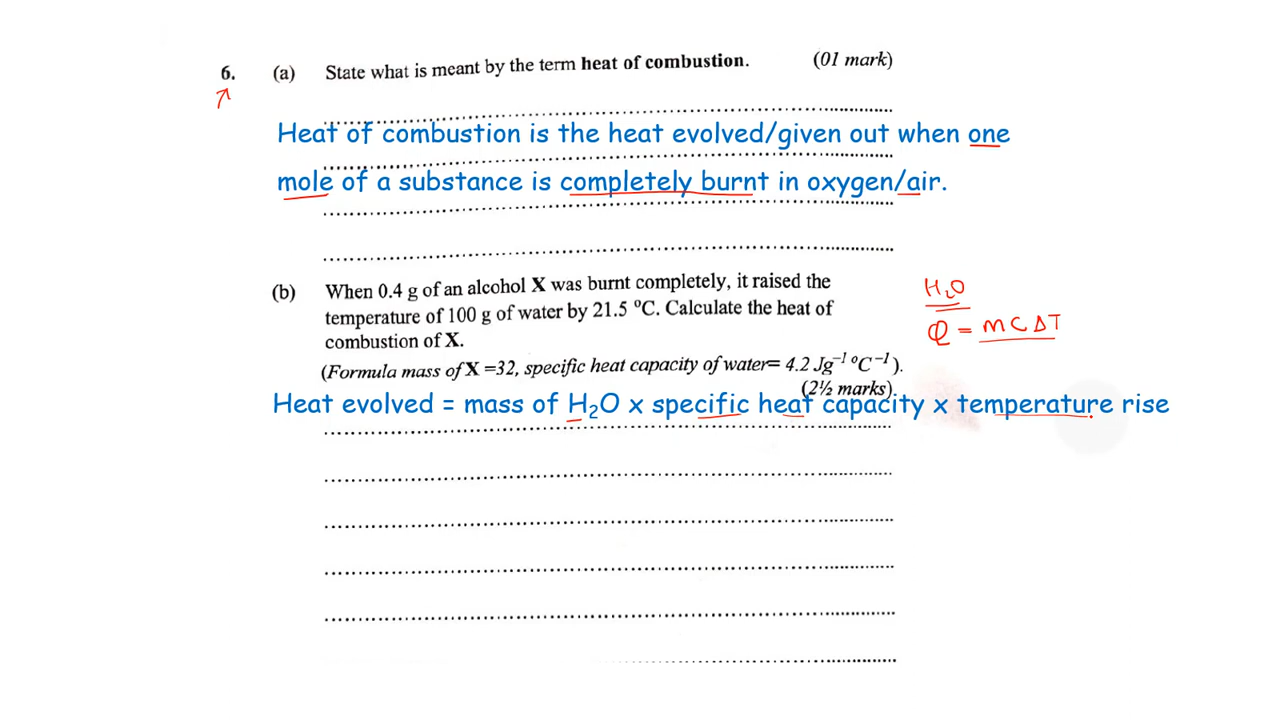 6. (a) State what is meant by the term heat of combustion. (01 mark)
Heat of combustion is the heat evolved/given out when one
mole of a substance is completely burnt in oxygen/air.
(b) When 0.4 g of an alcohol X was burnt completely, it raised the
temperature of 100 g of water by 21.5 ⁰C. Calculate the heat of
combustion of X.
(Formula mass of X =32, specific heat capacity of water= 4.2 Jg⁻¹ ⁰C⁻¹).
(2½ marks).
H₂O
Q = mcΔT
Heat evolved = mass of H₂O x specific heat capacity x temperature rise